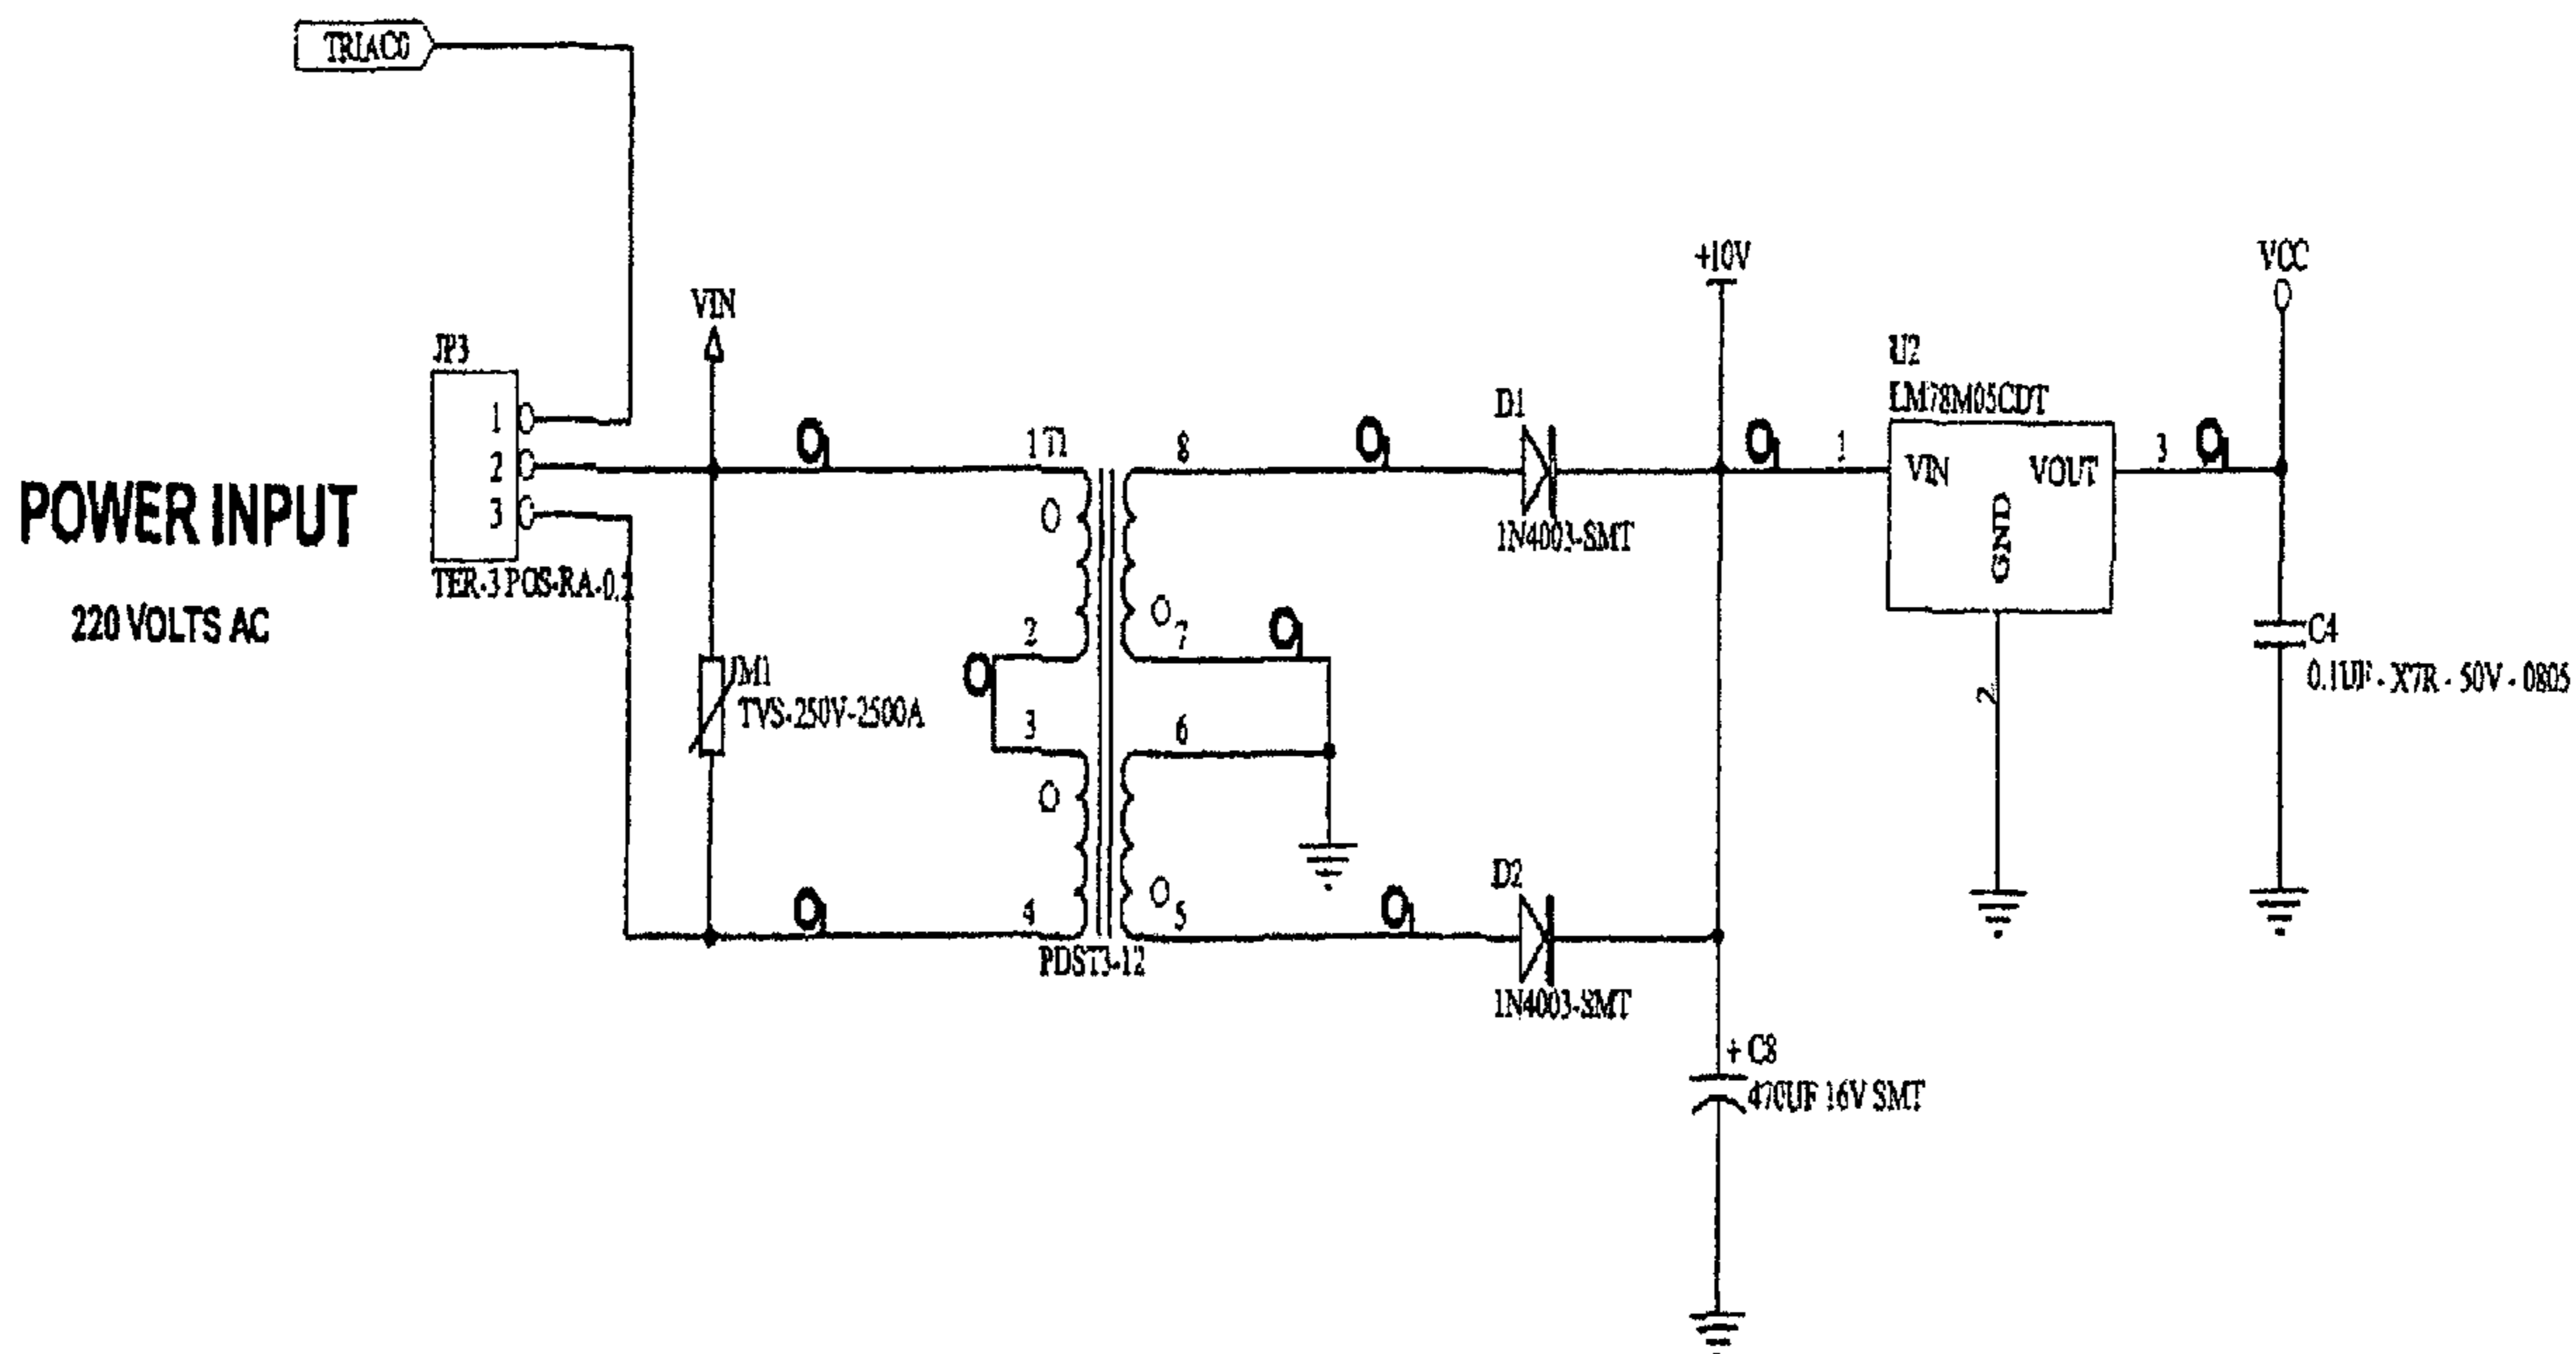 TRIAC0
+10V
VCC
VIN
JP3
U2
LM78M05CDT
D1
1
2
3
1
T1
8
1
VIN
VOUT
GND
3
POWER INPUT
220 VOLTS AC
TER-3 POS-RA-0.2
1N4003-SMT
2
7
2
C4
0.1UF - X7R - 50V - 0805
M1
TVS-250V-2500A
3
6
4
5
D2
PDST3-12
1N4003-SMT
+ C8
470UF 16V SMT